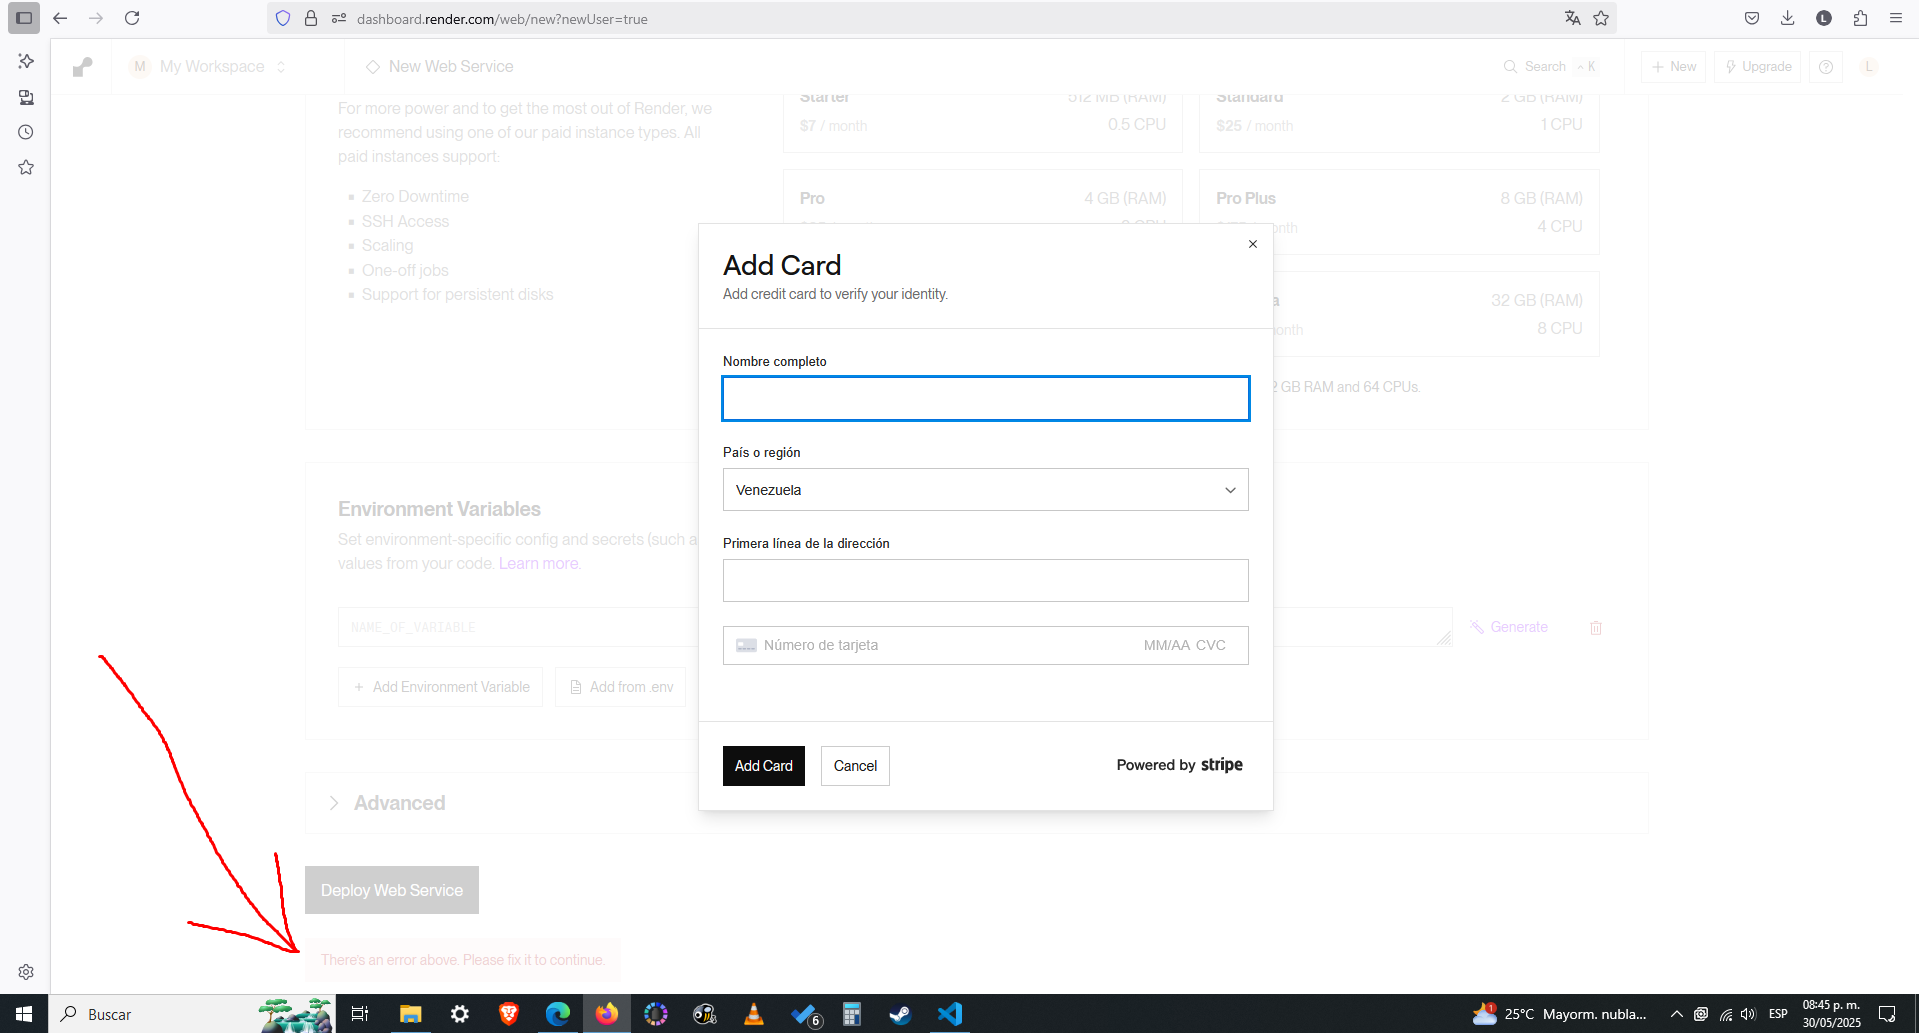 dashboard.render.com/web/new?newUser=true
L
M My Workspace
New Web Service
Search
K
New
Upgrade
L
For more power and to get the most out of Render, we
recommend using one of our paid instance types. All
paid instances support:
Zero Downtime
SSH Access
Scaling
One-off jobs
Support for persistent disks
Starter 512 MB (RAM)
$7 / month 0.5 CPU
Standard 2 GB (RAM)
$25 / month 1 CPU
Pro 4 GB (RAM)
Pro Plus 8 GB (RAM)
onth 4 CPU
a 32 GB (RAM)
onth 8 CPU
2 GB RAM and 64 CPUs.
Add Card
Add credit card to verify your identity.
Nombre completo
País o región
Venezuela
Primera línea de la dirección
Número de tarjeta MM/AA CVC
Add Card
Cancel
Powered by stripe
Environment Variables
Set environment-specific config and secrets (such a
values from your code. Learn more.
NAME_OF_VARIABLE
Generate
Add Environment Variable
Add from .env
Advanced
Deploy Web Service
There's an error above. Please fix it to continue.
Buscar
6
1
25°C Mayorm. nubla...
ESP
08:45 p. m.
30/05/2025